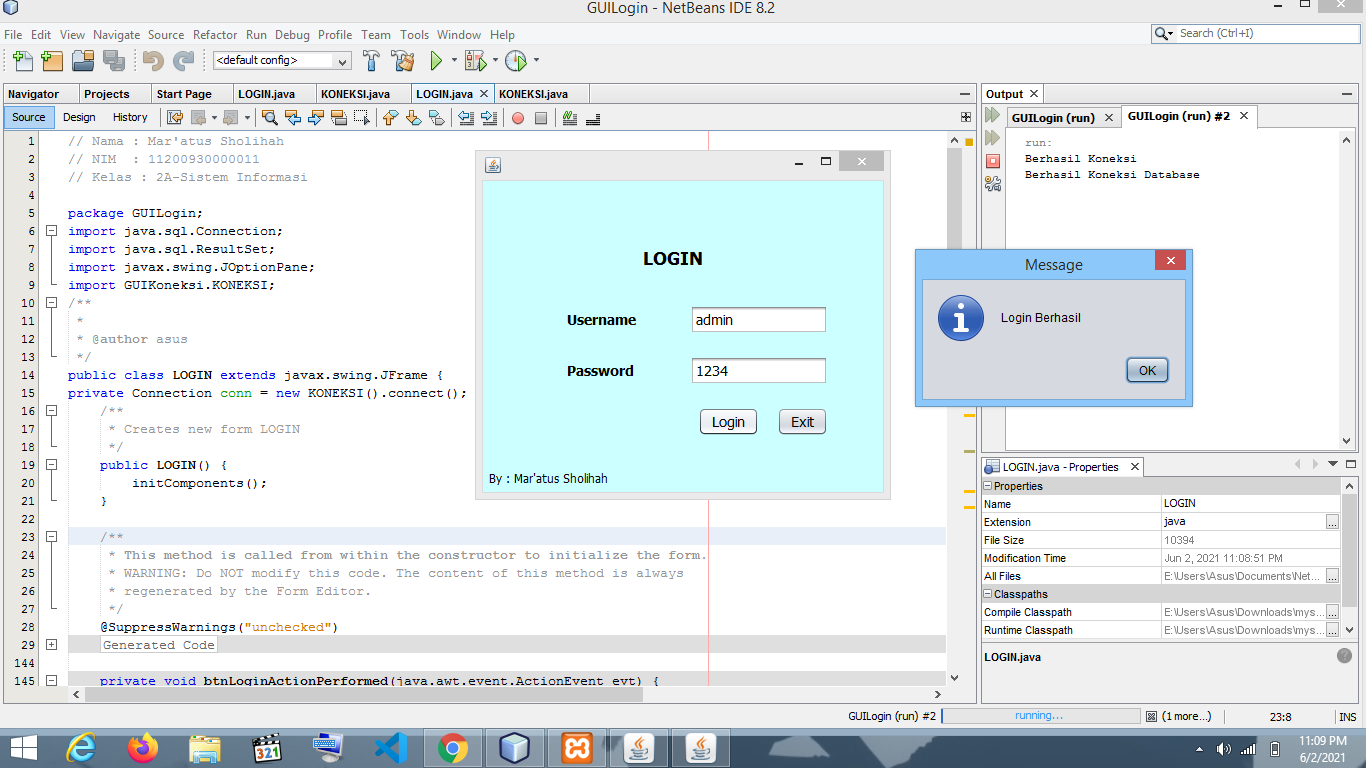 GUILogin - NetBeans IDE 8.2
File Edit View Navigate Source Refactor Run Debug Profile Team Tools Window Help
Search (Ctrl+I)
<default config>
Navigator Projects Start Page LOGIN.java KONEKSI.java LOGIN.java KONEKSI.java
Source Design History
1 // Nama : Mar'atus Sholihah
2 // NIM  : 11200930000011
3 // Kelas : 2A-Sistem Informasi
4
5 package GUILogin;
6 import java.sql.Connection;
7 import java.sql.ResultSet;
8 import javax.swing.JOptionPane;
9 import GUIKoneksi.KONEKSI;
10 /**
11 *
12 * @author asus
13 */
14 public class LOGIN extends javax.swing.JFrame {
15 private Connection conn = new KONEKSI().connect();
16 /**
17 * Creates new form LOGIN
18 */
19 public LOGIN() {
20 initComponents();
21 }
22
23 /**
24 * This method is called from within the constructor to initialize the form.
25 * WARNING: Do NOT modify this code. The content of this method is always
26 * regenerated by the Form Editor.
27 */
28 @SuppressWarnings("unchecked")
29 Generated Code
144
145 private void btnLoginActionPerformed(java.awt.event.ActionEvent evt) {
LOGIN
Username admin
Password 1234
Login Exit
By : Mar'atus Sholihah
Message
Login Berhasil
OK
Output
GUILogin (run) GUILogin (run) #2
run:
Berhasil Koneksi
Berhasil Koneksi Database
LOGIN.java - Properties
Properties
Name LOGIN
Extension java ...
File Size 10394
Modification Time Jun 2, 2021 11:08:51 PM
All Files E:\Users\Asus\Documents\Net... ...
Classpaths
Compile Classpath E:\Users\Asus\Downloads\mys... ...
Runtime Classpath E:\Users\Asus\Downloads\mys... ...
LOGIN.java
GUILogin (run) #2 running... (1 more...) 23:8 INS
321
11:09 PM
6/2/2021